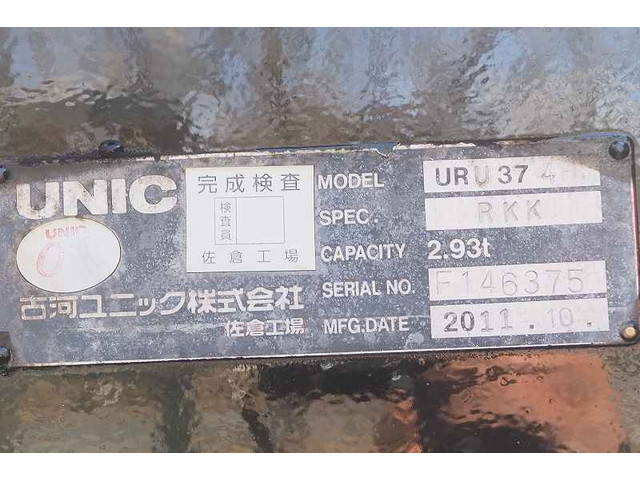 UNIC
UNIC
古河ユニック株式会社
佐倉工場
完成検査
検査員
佐倉工場
MODEL URU37
SPEC. RKK
CAPACITY 2.93t
SERIAL NO. F146375
MFG.DATE 2011.10.